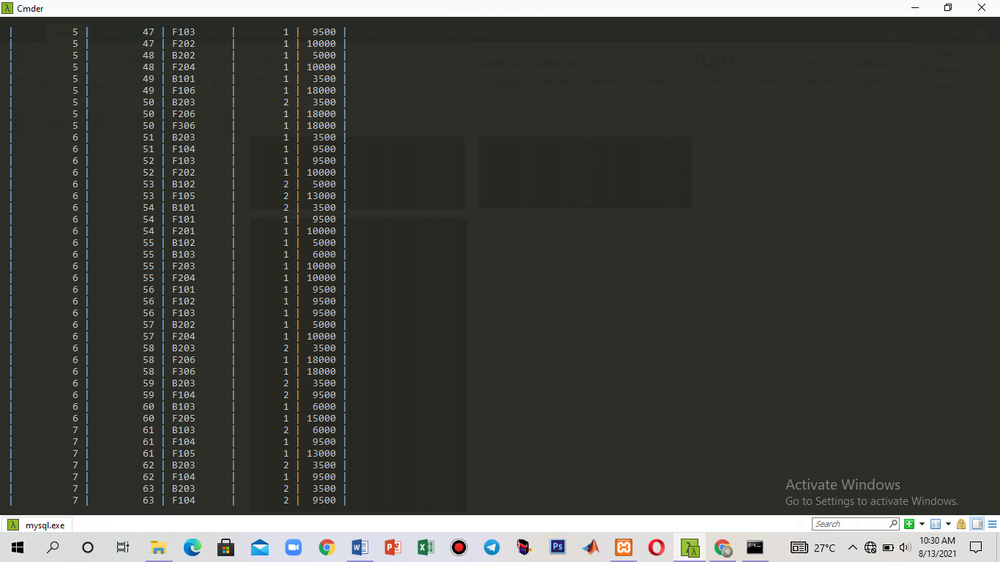 Cmder
| 5 | 47 | F103 | 1 | 9500 |
| 5 | 47 | F202 | 1 | 10000 |
| 5 | 48 | B202 | 1 | 5000 |
| 5 | 48 | F204 | 1 | 10000 |
| 5 | 49 | B101 | 1 | 3500 |
| 5 | 49 | F106 | 1 | 18000 |
| 5 | 50 | B203 | 2 | 3500 |
| 5 | 50 | F206 | 1 | 18000 |
| 5 | 50 | F306 | 1 | 18000 |
| 6 | 51 | B203 | 1 | 3500 |
| 6 | 51 | F104 | 1 | 9500 |
| 6 | 52 | F103 | 1 | 9500 |
| 6 | 52 | F202 | 1 | 10000 |
| 6 | 53 | B102 | 2 | 5000 |
| 6 | 53 | F105 | 2 | 13000 |
| 6 | 54 | B101 | 2 | 3500 |
| 6 | 54 | F101 | 1 | 9500 |
| 6 | 54 | F201 | 1 | 10000 |
| 6 | 55 | B102 | 1 | 5000 |
| 6 | 55 | B103 | 1 | 6000 |
| 6 | 55 | F203 | 1 | 10000 |
| 6 | 55 | F204 | 1 | 10000 |
| 6 | 56 | F101 | 1 | 9500 |
| 6 | 56 | F102 | 1 | 9500 |
| 6 | 56 | F103 | 1 | 9500 |
| 6 | 57 | B202 | 1 | 5000 |
| 6 | 57 | F204 | 1 | 10000 |
| 6 | 58 | B203 | 2 | 3500 |
| 6 | 58 | F206 | 1 | 18000 |
| 6 | 58 | F306 | 1 | 18000 |
| 6 | 59 | B203 | 2 | 3500 |
| 6 | 59 | F104 | 2 | 9500 |
| 6 | 60 | B103 | 1 | 6000 |
| 6 | 60 | F205 | 1 | 15000 |
| 7 | 61 | B103 | 2 | 6000 |
| 7 | 61 | F104 | 1 | 9500 |
| 7 | 61 | F105 | 1 | 13000 |
| 7 | 62 | B203 | 2 | 3500 |
| 7 | 62 | F104 | 1 | 9500 |
| 7 | 63 | B203 | 2 | 3500 |
| 7 | 63 | F104 | 2 | 9500 |
Activate Windows
Go to Settings to activate Windows.
mysql.exe
Search
27°C
10:30 AM
8/13/2021